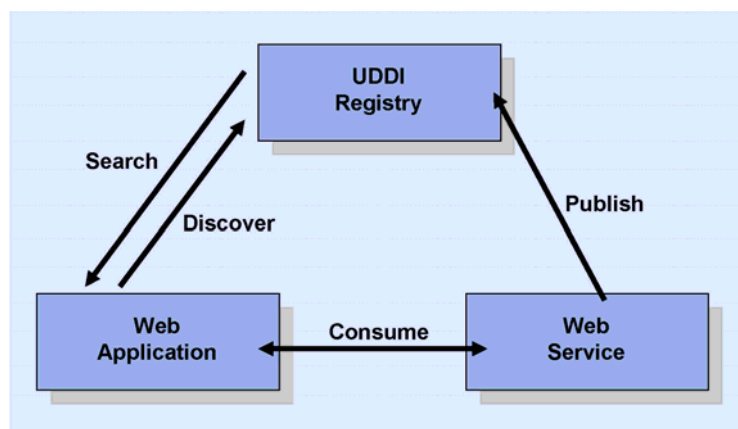 UDDI
Registry
Search
Discover
Publish
Web
Application
Consume
Web
Service